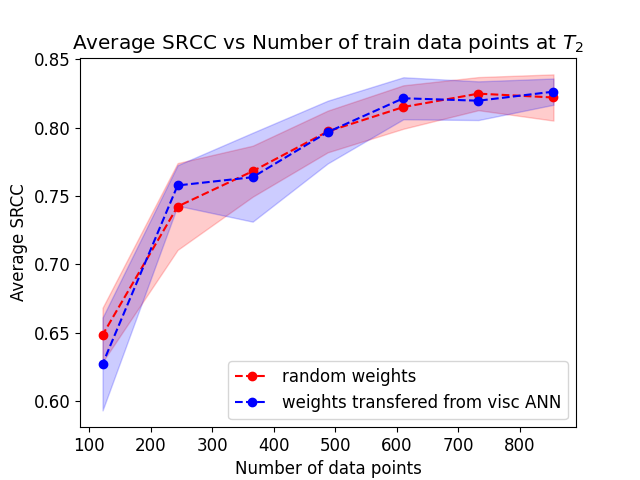 Average SRCC vs Number of train data points at T₂
0.85
0.80
0.75
0.70
0.65
0.60
Average SRCC
random weights
weights transfered from visc ANN
100 200 300 400 500 600 700 800
Number of data points